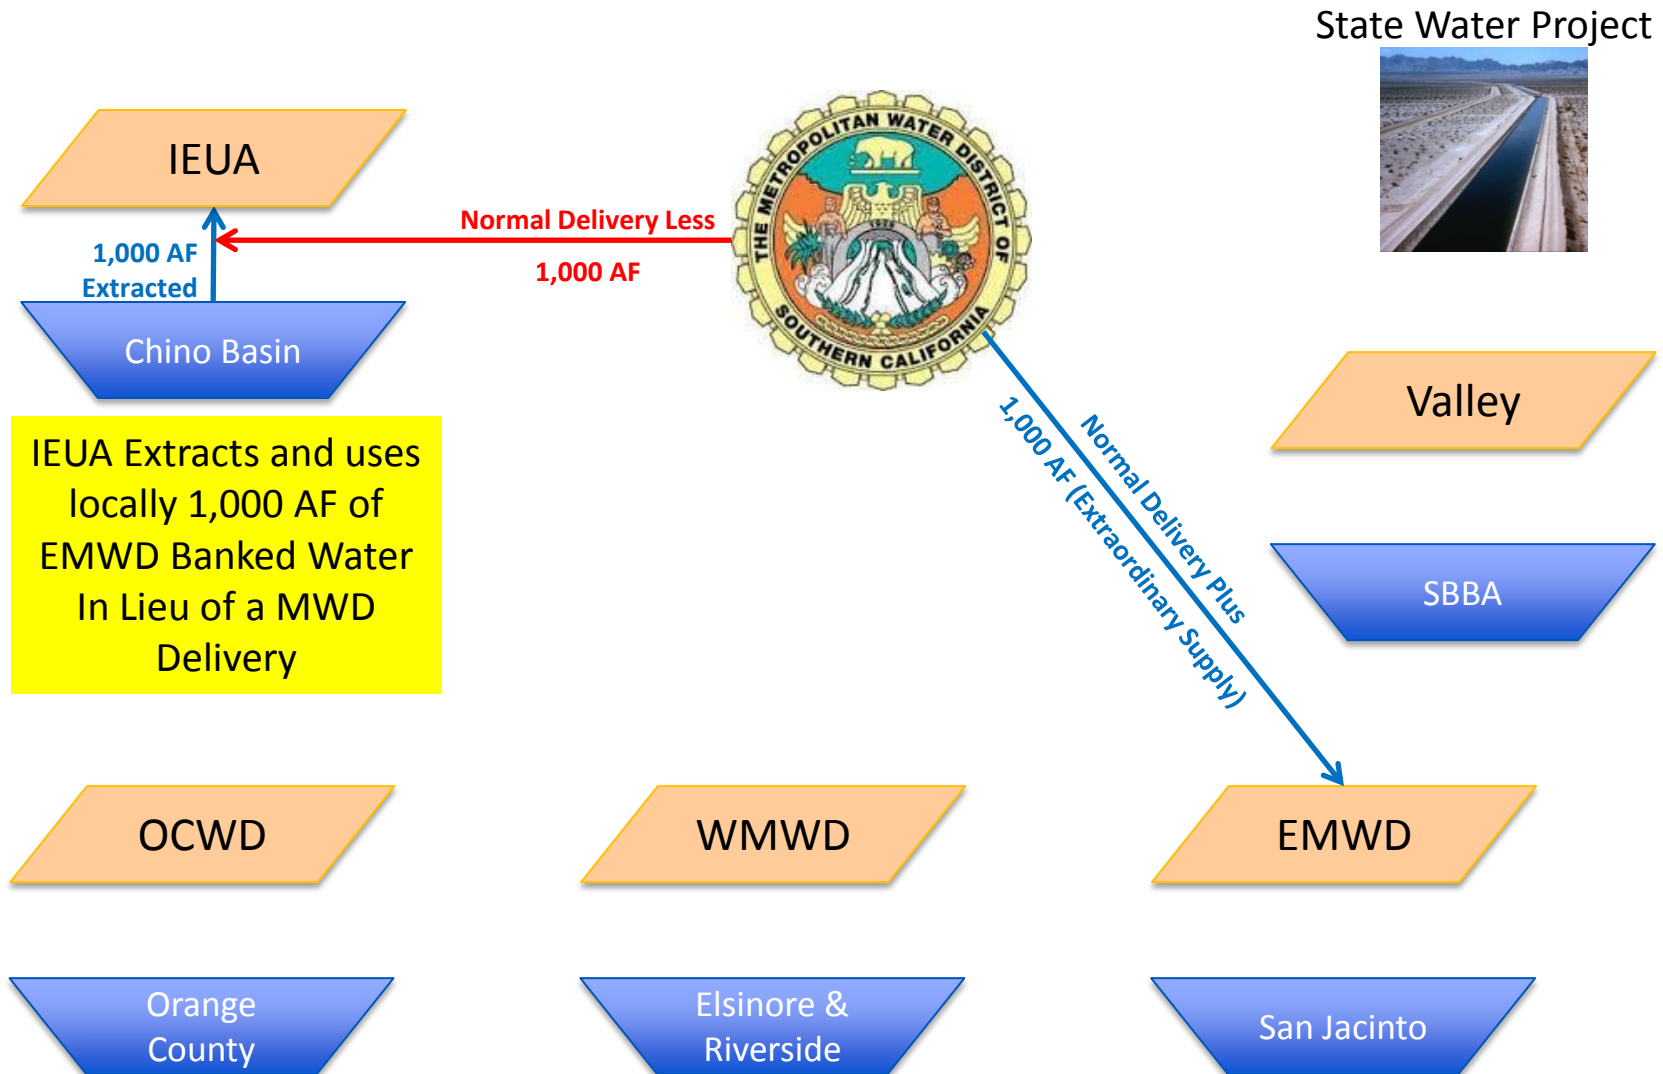 State Water Project
IEUA
THE METROPOLITAN WATER DISTRICT OF
SOUTHERN CALIFORNIA
1928
Normal Delivery Less
1,000 AF
1,000 AF
Extracted
Chino Basin
IEUA Extracts and uses
locally 1,000 AF of
EMWD Banked Water
In Lieu of a MWD
Delivery
Normal Delivery Plus
1,000 AF (Extraordinary Supply)
Valley
SBBA
OCWD
WMWD
EMWD
Orange
County
Elsinore &
Riverside
San Jacinto